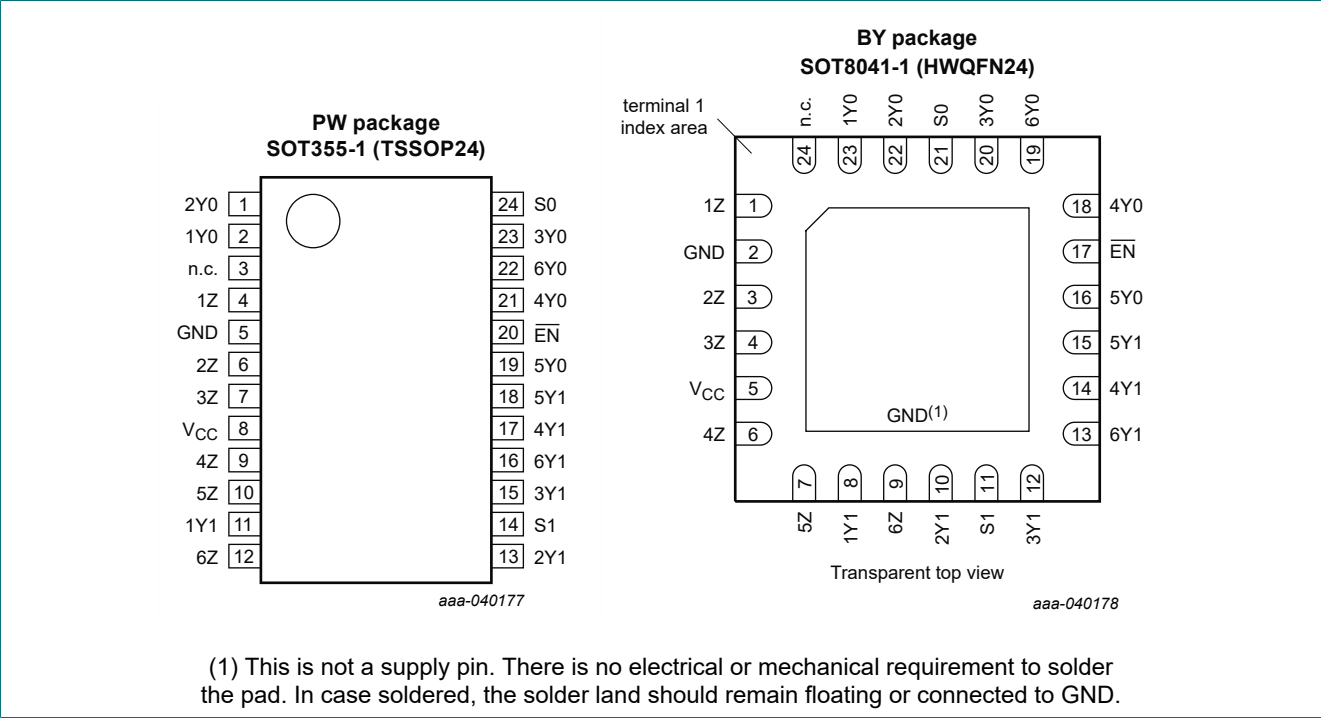 PW package
SOT355-1 (TSSOP24)
2Y0 1
1Y0 2
n.c. 3
1Z 4
GND 5
2Z 6
3Z 7
VCC 8
4Z 9
5Z 10
1Y1 11
6Z 12
24 S0
23 3Y0
22 6Y0
21 4Y0
20 EN
19 5Y0
18 5Y1
17 4Y1
16 6Y1
15 3Y1
14 S1
13 2Y1
aaa-040177
BY package
SOT8041-1 (HWQFN24)
terminal 1
index area
n.c. 1Y0 2Y0 S0 3Y0 6Y0
24 23 22 21 20 19
1Z 1
GND 2
2Z 3
3Z 4
VCC 5
4Z 6
18 4Y0
17 EN
16 5Y0
15 5Y1
14 4Y1
13 6Y1
GND(1)
7 8 9 10 11 12
5Z 1Y1 6Z 2Y1 S1 3Y1
Transparent top view
aaa-040178
(1) This is not a supply pin. There is no electrical or mechanical requirement to solder
the pad. In case soldered, the solder land should remain floating or connected to GND.